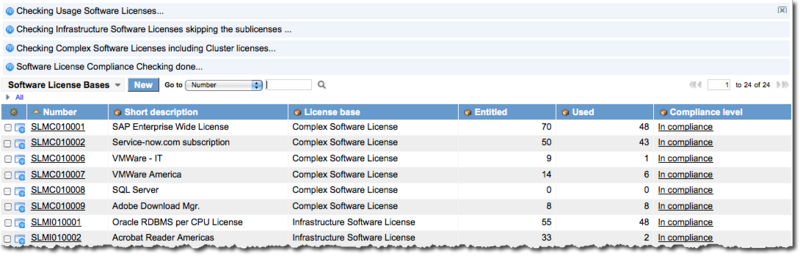 Checking Usage Software Licenses...
Checking Infrastructure Software Licenses skipping the sublicenses ...
Checking Complex Software Licenses including Cluster licenses...
Software License Compliance Checking done...
Software License Bases New Go to Number 1 to 24 of 24
All
Number Short description License base Entitled Used Compliance level
SLMC010001 SAP Enterprise Wide License Complex Software License 70 48 In compliance
SLMC010002 Service-now.com subscription Complex Software License 50 43 In compliance
SLMC010006 VMWare - IT Complex Software License 9 1 In compliance
SLMC010007 VMWare America Complex Software License 14 6 In compliance
SLMC010008 SQL Server Complex Software License 0 0 In compliance
SLMC010009 Adobe Download Mgr. Complex Software License 8 8 In compliance
SLMI010001 Oracle RDBMS per CPU License Infrastructure Software License 55 48 In compliance
SLMI010002 Acrobat Reader Americas Infrastructure Software License 33 2 In compliance